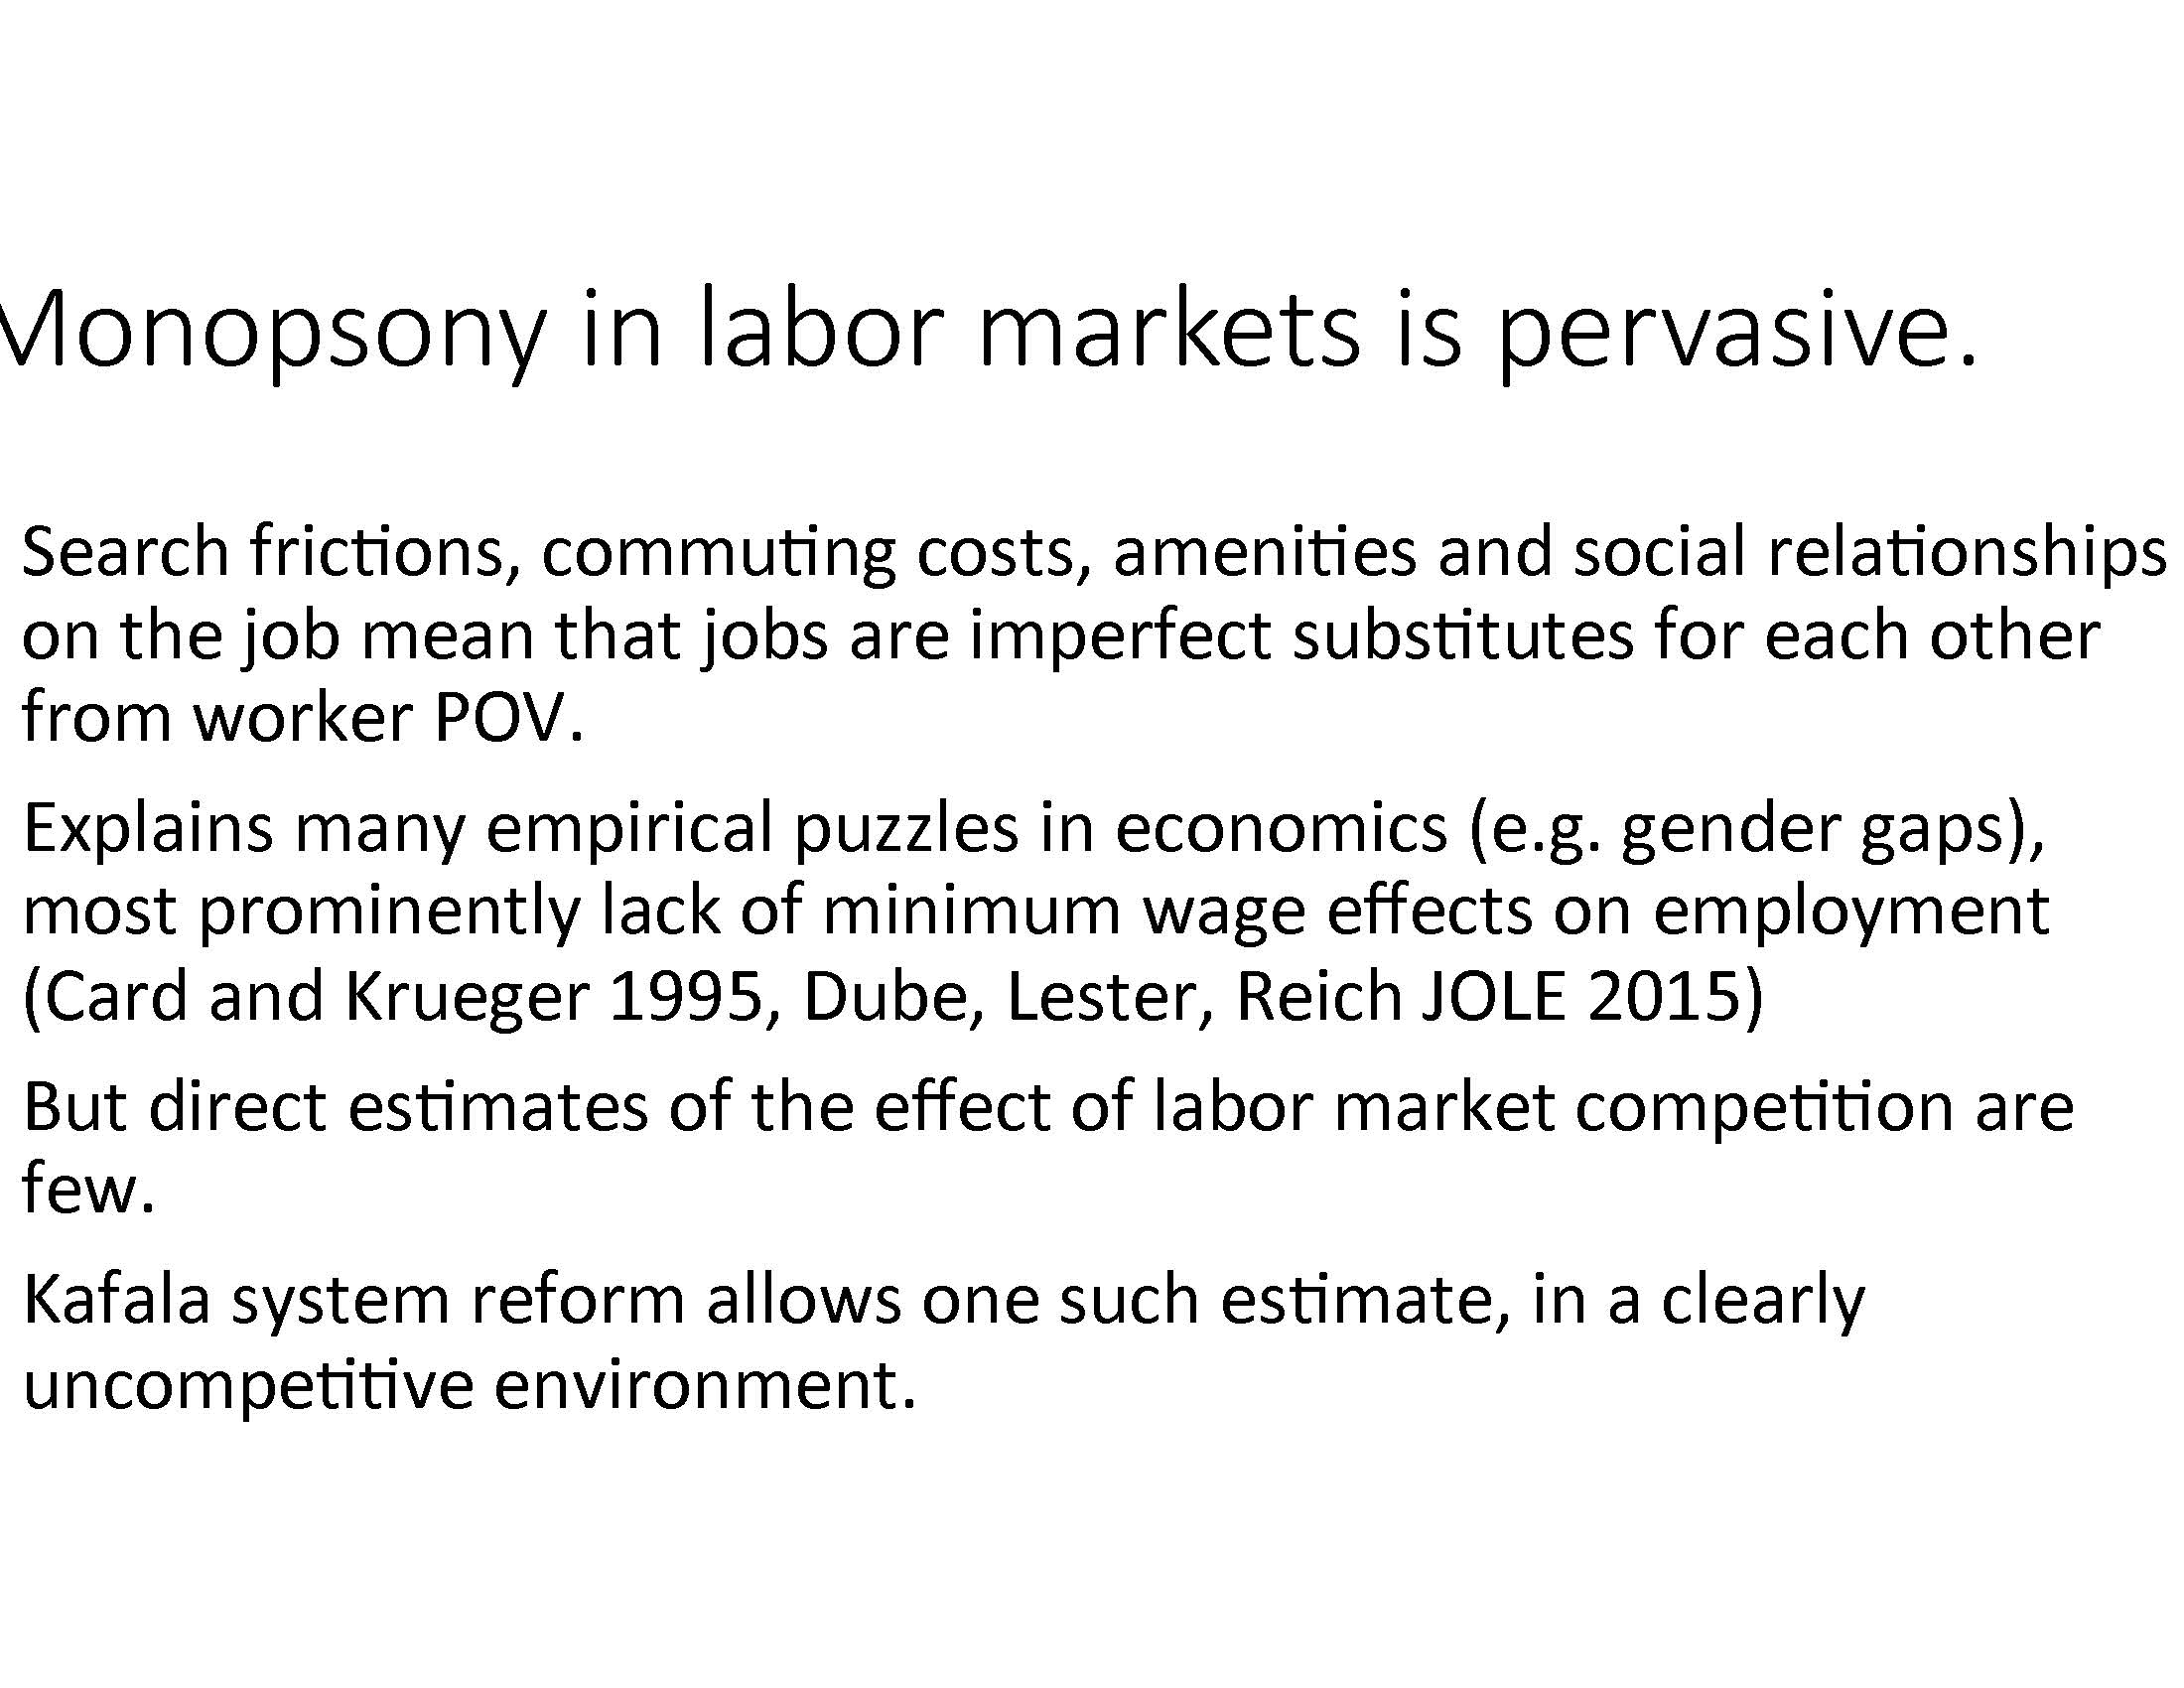 Monopsony in labor markets is pervasive.
Search frictions, commuting costs, amenities and social relationships
on the job mean that jobs are imperfect substitutes for each other
from worker POV.
Explains many empirical puzzles in economics (e.g. gender gaps),
most prominently lack of minimum wage effects on employment
(Card and Krueger 1995, Dube, Lester, Reich JOLE 2015)
But direct estimates of the effect of labor market competition are
few.
Kafala system reform allows one such estimate, in a clearly
uncompetitive environment.